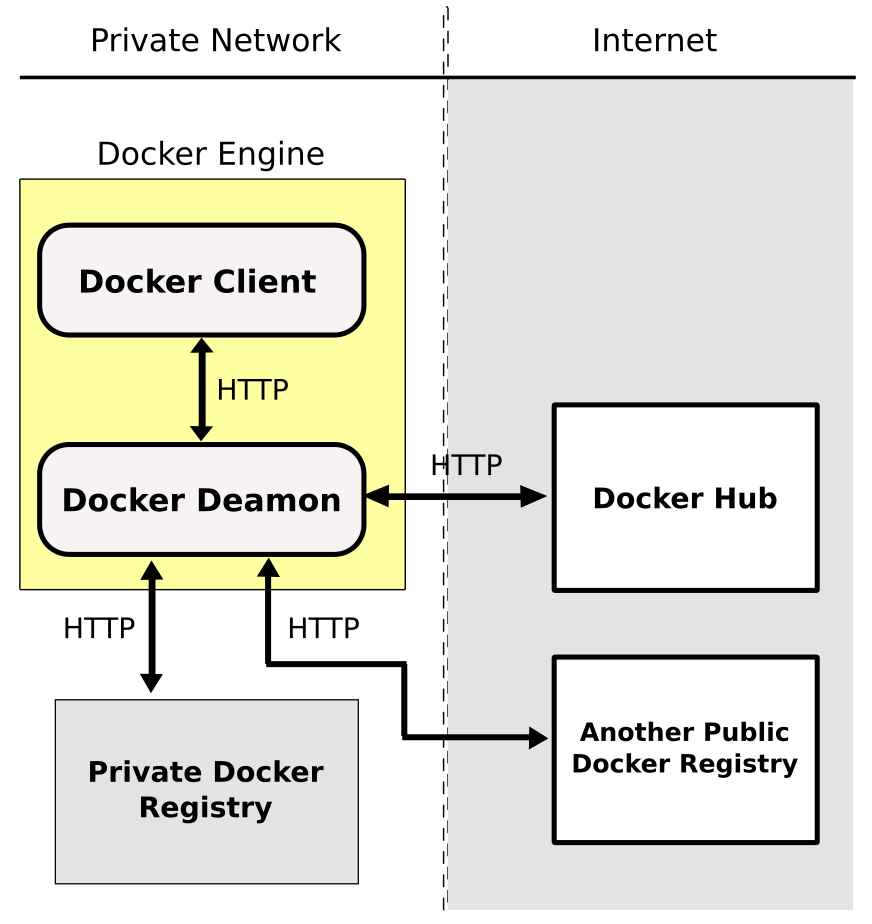 Private Network
Internet
Docker Engine
Docker Client
HTTP
HTTP
Docker Deamon
Docker Hub
HTTP
HTTP
Another Public
Docker Registry
Private Docker
Registry